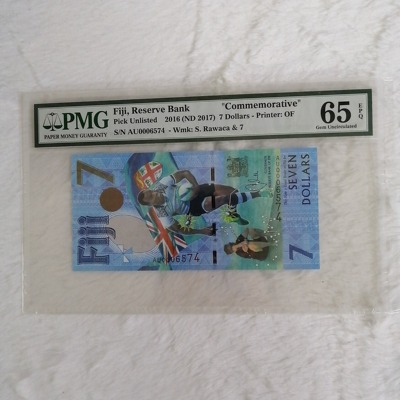 PMG
PAPER MONEY GUARANTY
Fiji, Reserve Bank "Commemorative"
Pick Unlisted 2016 (ND 2017) 7 Dollars - Printer: OF
S/N AU0006574 - Wmk: S. Rawaca & 7
65 EPQ
Gem Uncirculated
7
Fiji
AU0006574
AU0006574
SEVEN
DOLLARS
7